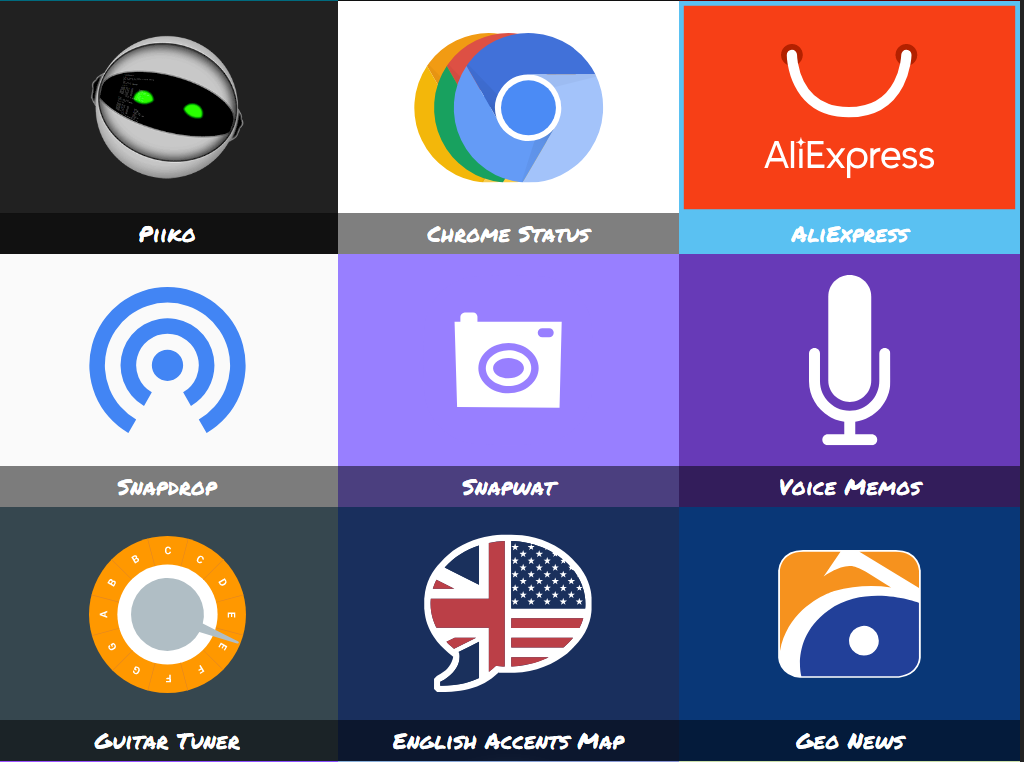 Piiko
Chrome Status
AliExpress
AliExpress
Snapdrop
Snapwat
Voice Memos
C C D E E F F G G A B B
Guitar Tuner
English Accents Map
Geo News